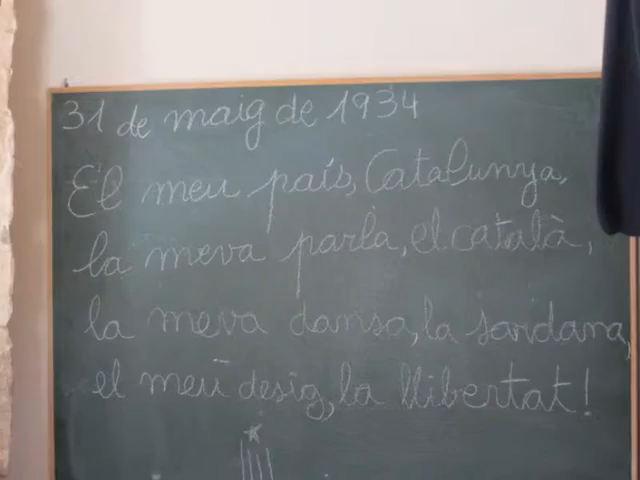 31 de maig de 1934
El meu país, Catalunya,
la meva parla, el català,
la meva dansa, la sardana,
el meu desig, la llibertat!